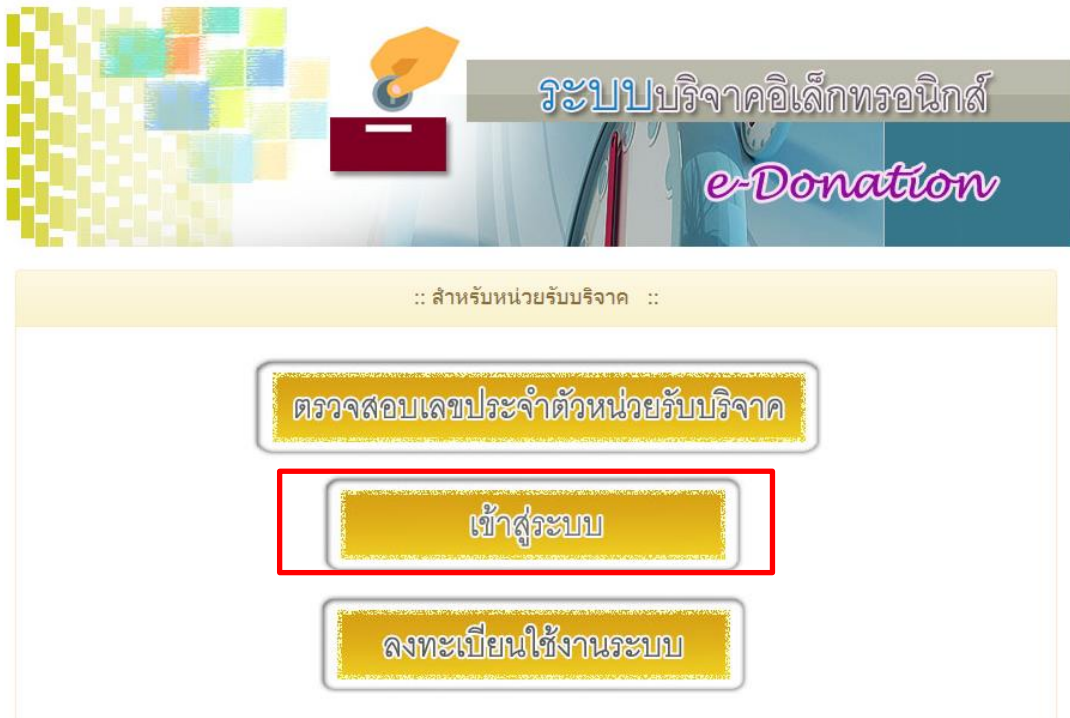 ระบบบริจาคอิเล็กทรอนิกส์
e-Donation
:: สำหรับหน่วยรับบริจาค ::
ตรวจสอบเลขประจำตัวหน่วยรับบริจาค
เข้าสู่ระบบ
ลงทะเบียนใช้งานระบบ